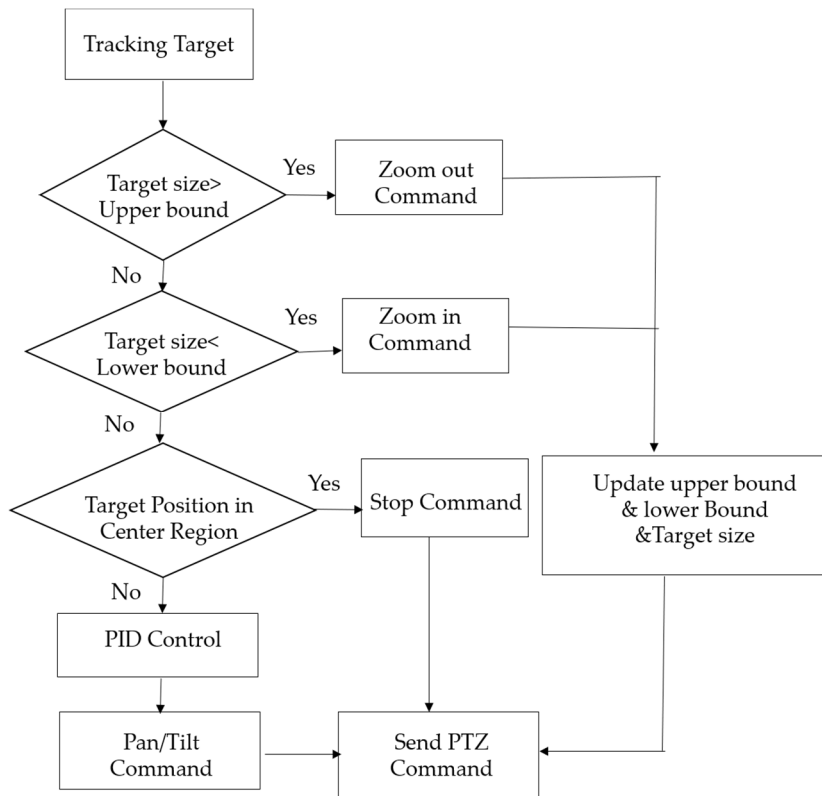 Tracking Target
Yes
Zoom out
Command
Target size>
Upper bound
No
Yes
Zoom in
Command
Target size<
Lower bound
No
Yes
Stop Command
Target Position in
Center Region
Update upper bound
& lower Bound
&Target size
No
PID Control
Pan/Tilt
Command
Send PTZ
Command